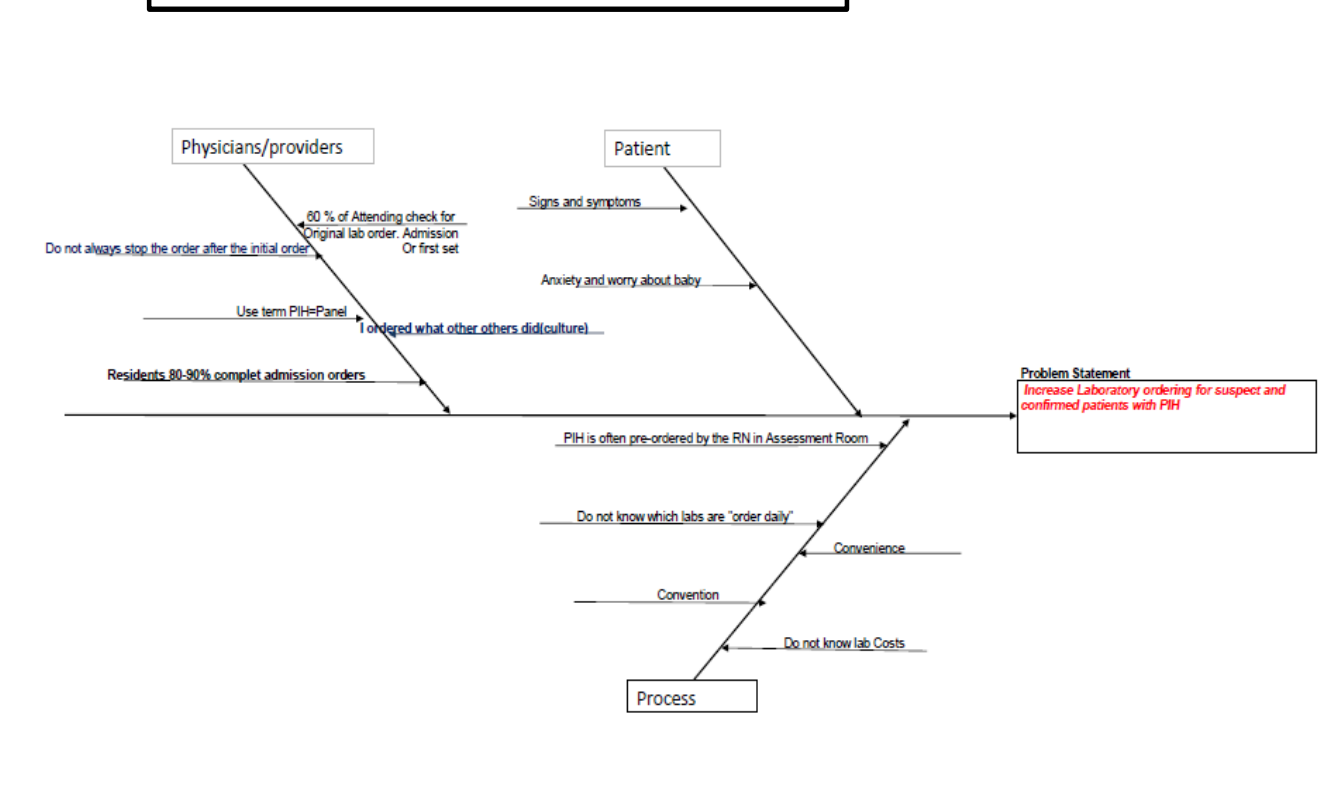 Physicians/providers
Patient
Signs and symptoms
60 % of Attending check for
Original lab order. Admission
Or first set
Do not always stop the order after the initial order
Anxiety and worry about baby
Use term PIH=Panel
I ordered what other others did(culture)
Residents 80-90% complet admission orders
Problem Statement
Increase Laboratory ordering for suspect and
confirmed patients with PIH
PIH is often pre-ordered by the RN in Assessment Room
Do not know which labs are "order daily"
Convenience
Convention
Do not know lab Costs
Process